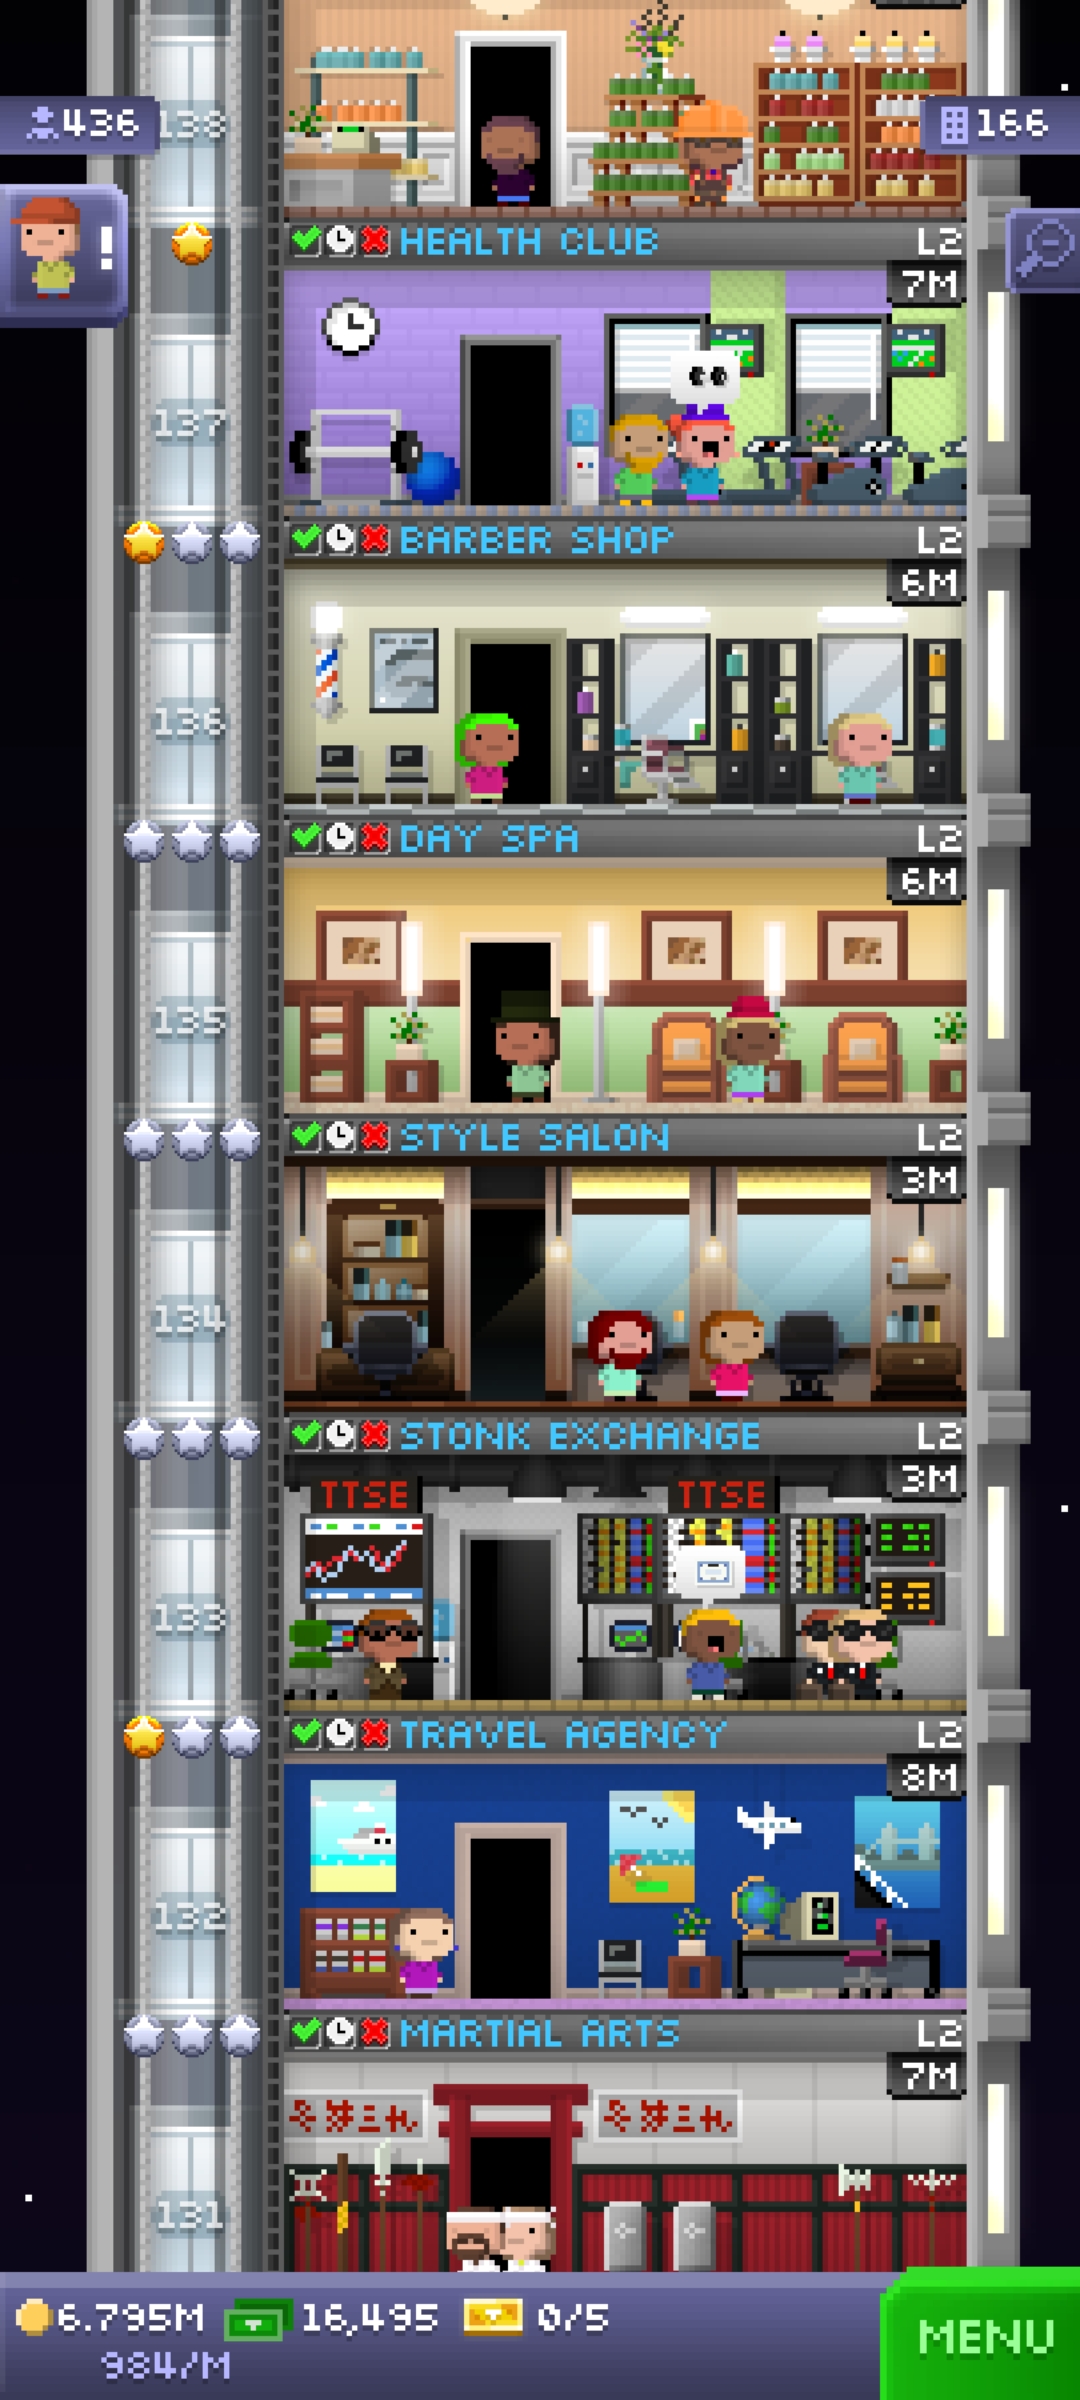 436
138
166
!
HEALTH CLUB L2
7M
137
BARBER SHOP L2
6M
136
DAY SPA L2
6M
135
STYLE SALON L2
3M
134
STONK EXCHANGE L2
3M
TTSE TTSE
133
TRAVEL AGENCY L2
8M
132
MARTIAL ARTS L2
7M
131
6.795M 16,495 0/5
984/M
MENU